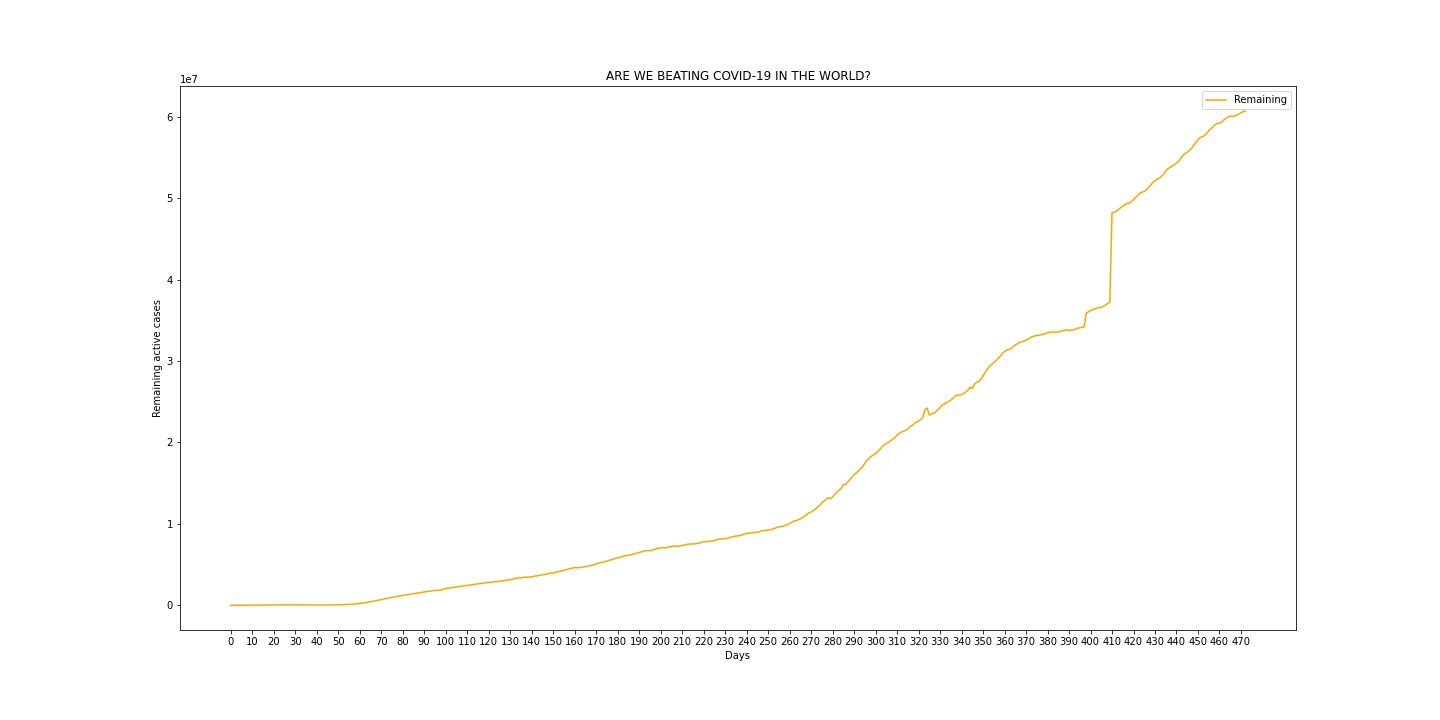 ARE WE BEATING COVID-19 IN THE WORLD?
1e7
Remaining
6
5
4
3
2
1
0
Remaining active cases
0 10 20 30 40 50 60 70 80 90 100 110 120 130 140 150 160 170 180 190 200 210 220 230 240 250 260 270 280 290 300 310 320 330 340 350 360 370 380 390 400 410 420 430 440 450 460 470
Days